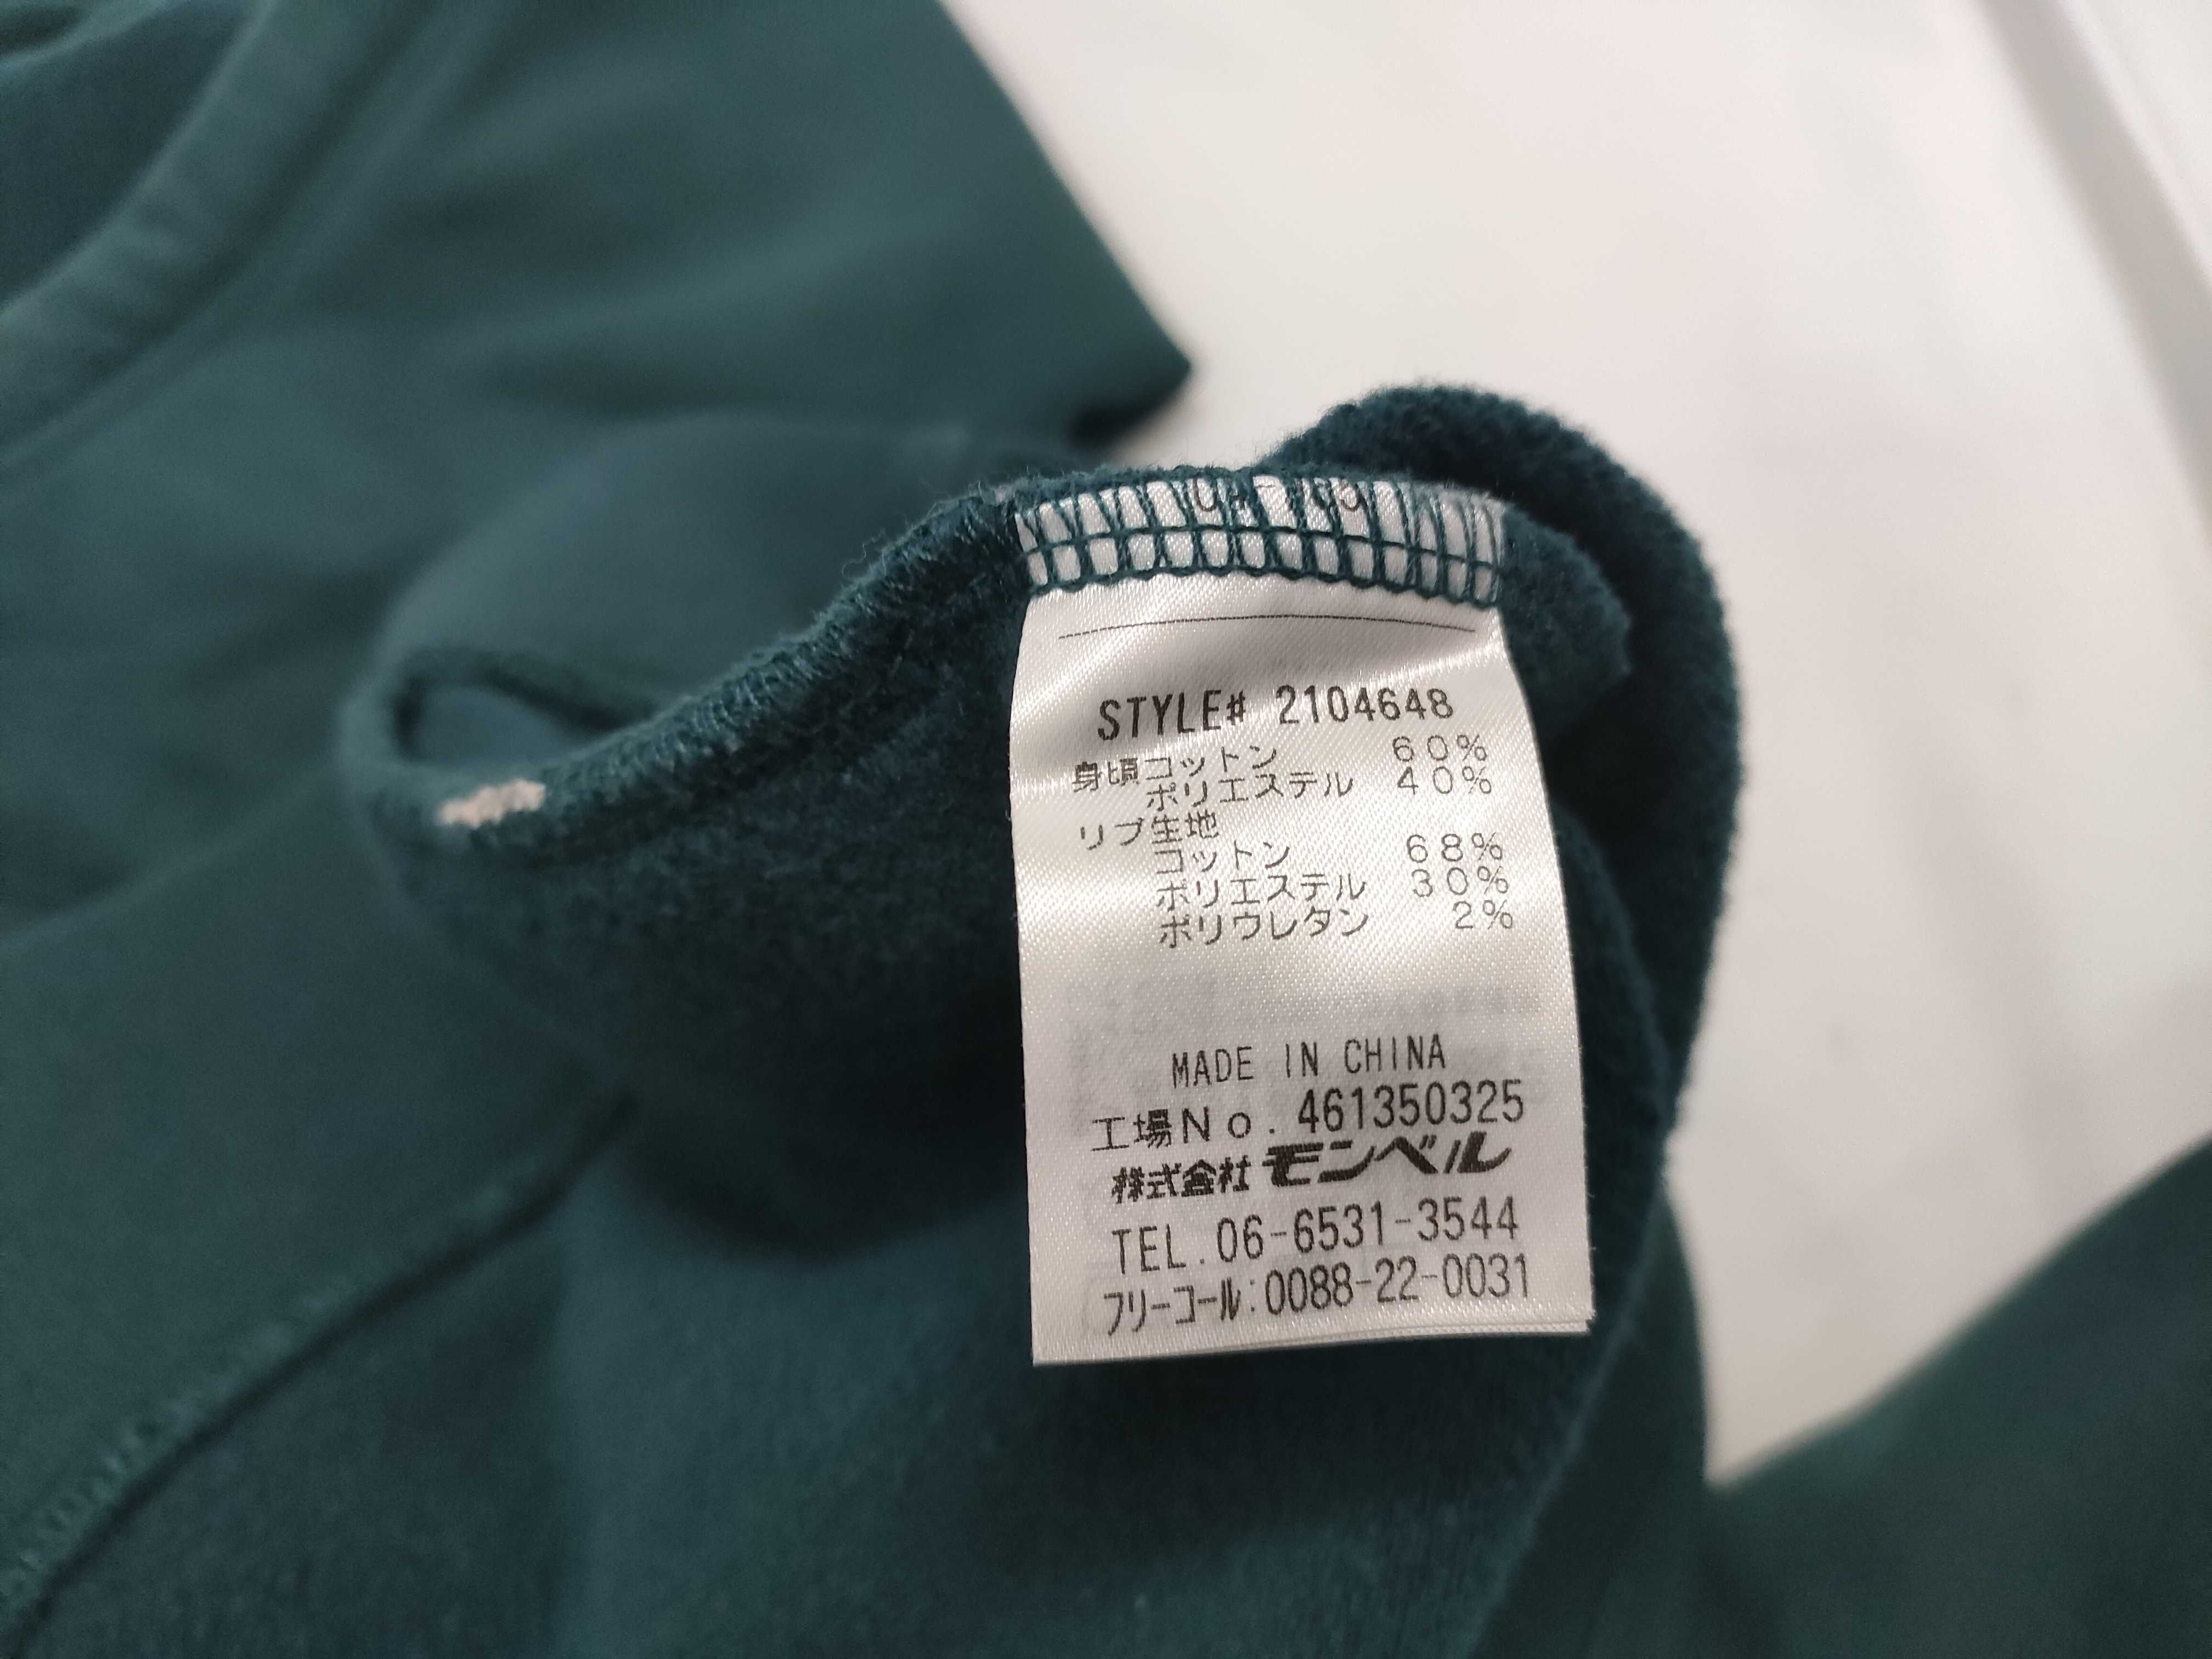 STYLE# 2104648
身頃コットン 60%
ポリエステル 40%
リブ生地
コットン 68%
ポリエステル 30%
ポリウレタン 2%
MADE IN CHINA
工場No. 461350325
株式会社モンベル
TEL.06-6531-3544
フリーコール:0088-22-0031